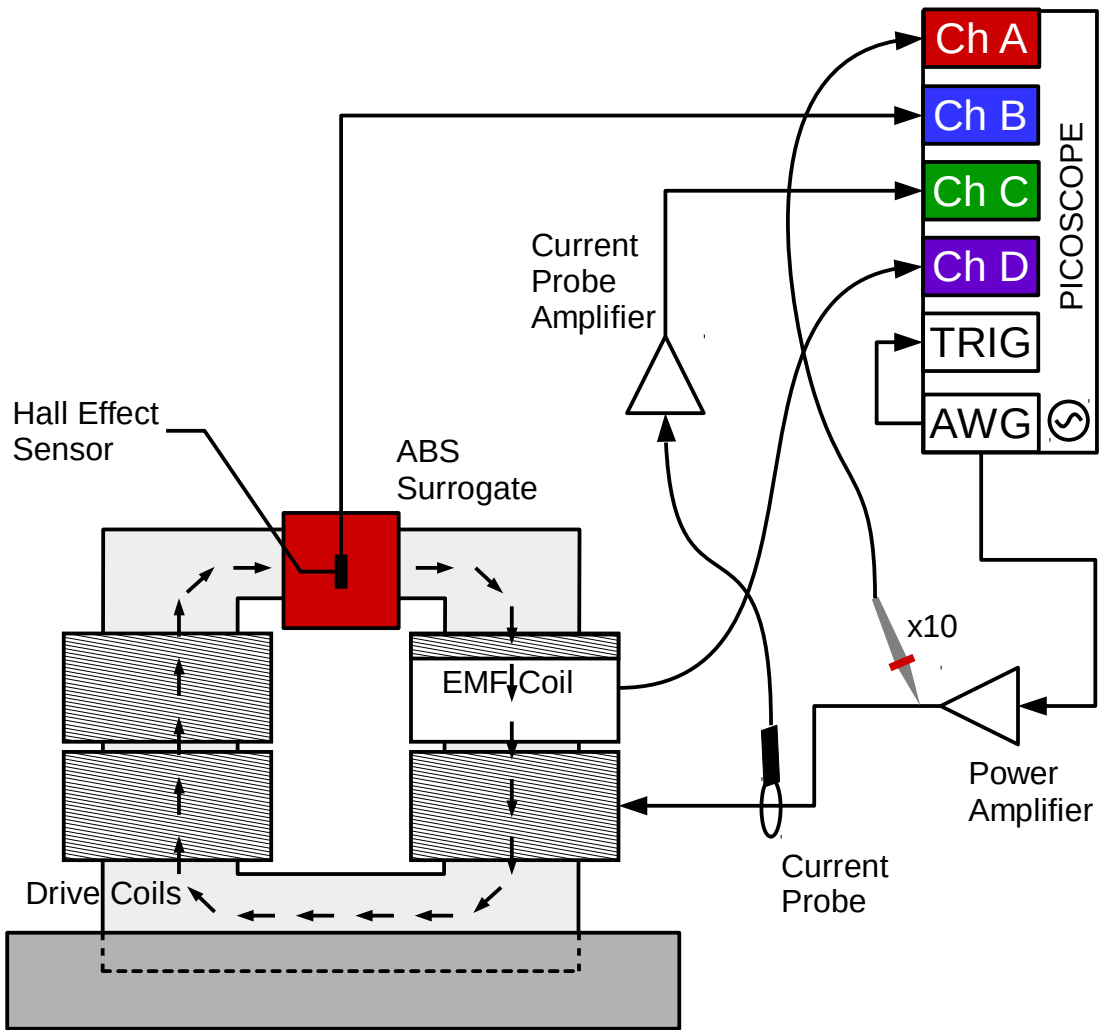 Ch A
Ch B
Ch C
Ch D
TRIG
AWG
PICOSCOPE
Current
Probe
Amplifier
Hall Effect
Sensor
ABS
Surrogate
x10
EMF Coil
Power
Amplifier
Current
Probe
Drive Coils